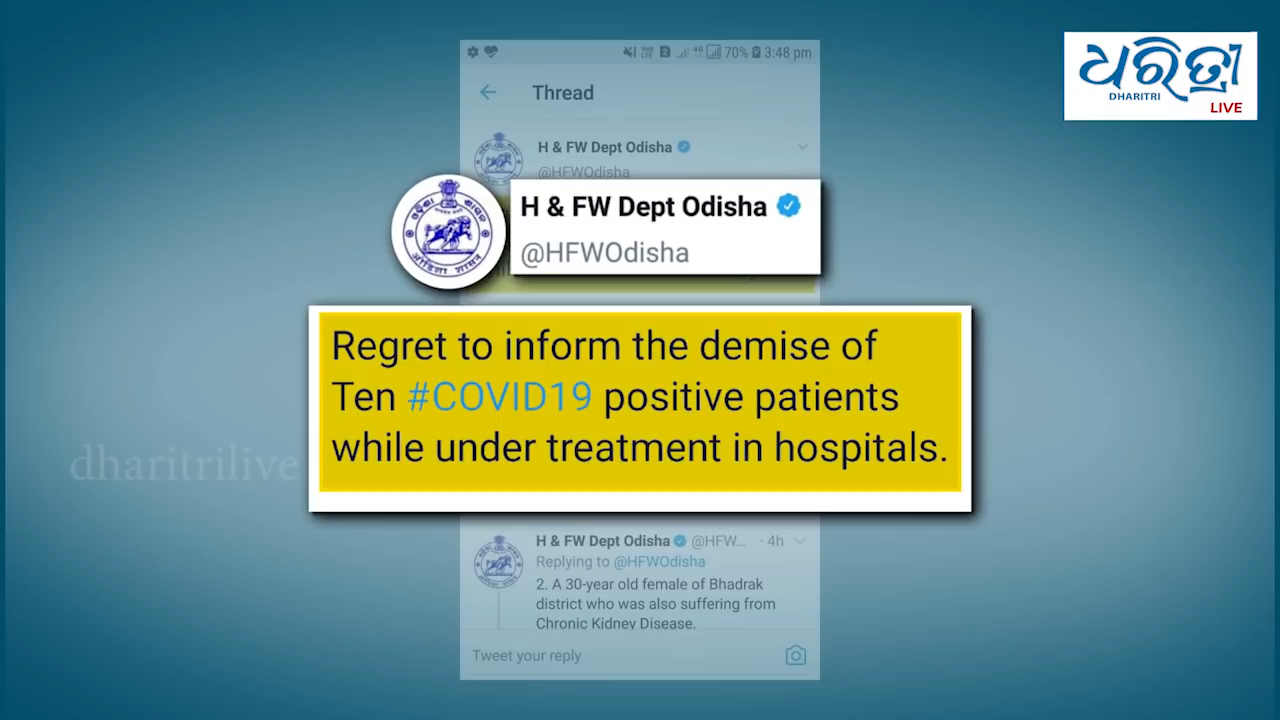 70% 3:48 pm
Thread
H & FW Dept Odisha
@HFWOdisha
H & FW Dept Odisha
@HFWOdisha
Regret to inform the demise of
Ten #COVID19 positive patients
while under treatment in hospitals.
H & FW Dept Odisha @HFW... · 4h
Replying to @HFWOdisha
2. A 30-year old female of Bhadrak
district who was also suffering from
Chronic Kidney Disease.
Tweet your reply
ଧରିତ୍ରୀ
DHARITRI
LIVE
dharitrilive